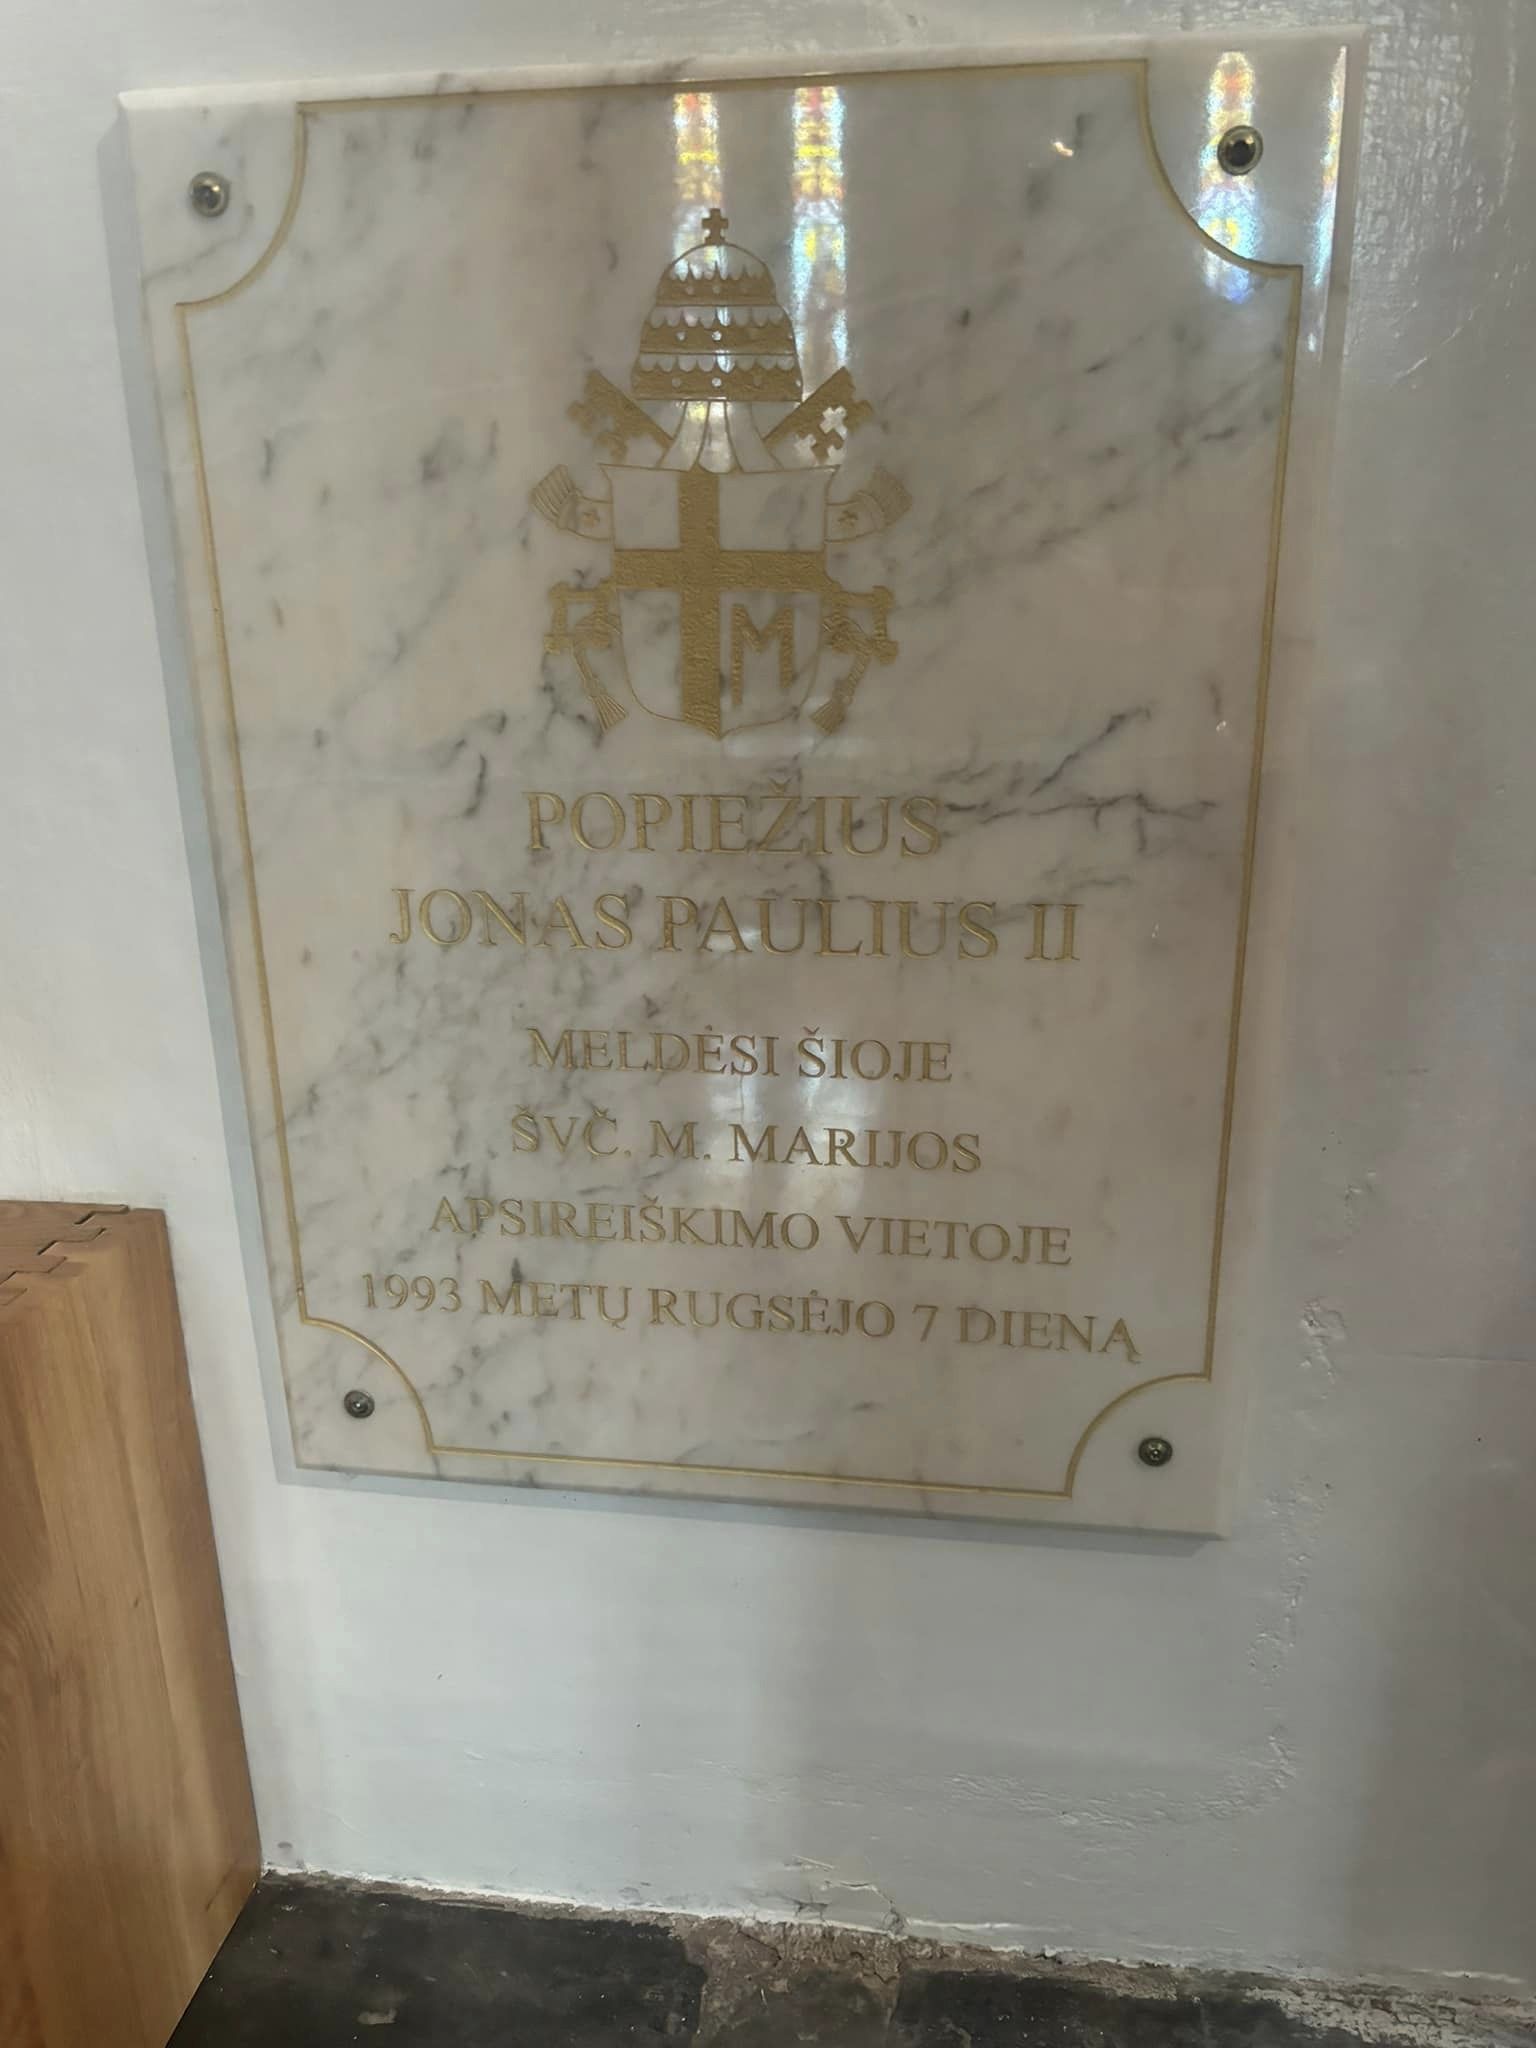 M
POPIEŽIUS
JONAS PAULIUS II
MELDĖSI ŠIOJE
ŠVČ. M. MARIJOS
APSIREIŠKIMO VIETOJE
1993 METŲ RUGSĖJO 7 DIENĄ